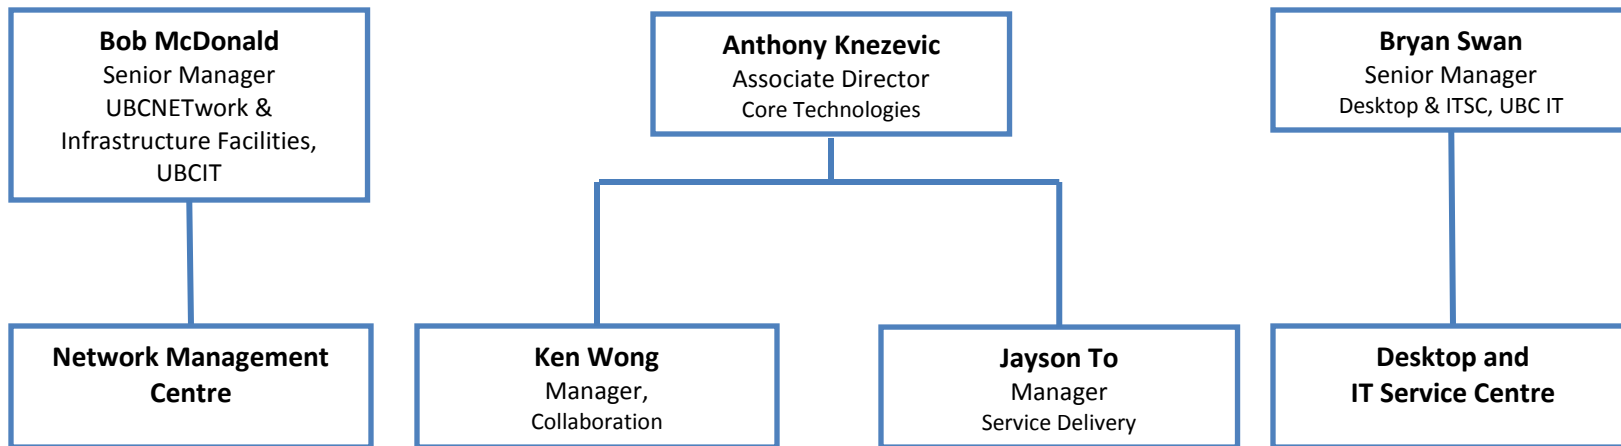 Bob McDonald
Senior Manager
UBCNETwork &
Infrastructure Facilities,
UBCIT
Anthony Knezevic
Associate Director
Core Technologies
Bryan Swan
Senior Manager
Desktop & ITSC, UBC IT
Network Management
Centre
Ken Wong
Manager,
Collaboration
Jayson To
Manager
Service Delivery
Desktop and
IT Service Centre